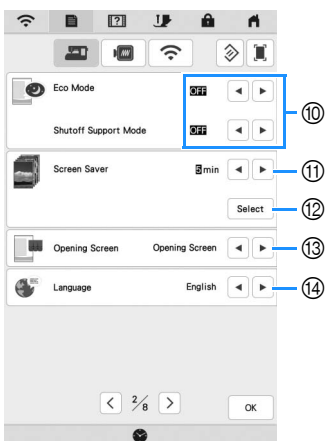 Eco Mode OFF
⑩
Shutoff Support Mode OFF
Screen Saver 5 min ⑪
Select ⑫
Opening Screen Opening Screen ⑬
Language English ⑭
2/8
OK